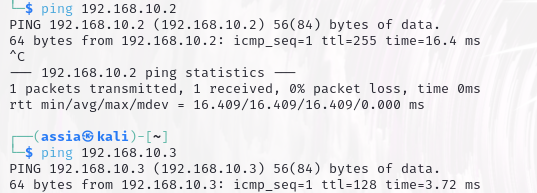 └─$ ping 192.168.10.2
PING 192.168.10.2 (192.168.10.2) 56(84) bytes of data.
64 bytes from 192.168.10.2: icmp_seq=1 ttl=255 time=16.4 ms
^C
--- 192.168.10.2 ping statistics ---
1 packets transmitted, 1 received, 0% packet loss, time 0ms
rtt min/avg/max/mdev = 16.409/16.409/16.409/0.000 ms
┌──(assia㉿kali)-[~]
└─$ ping 192.168.10.3
PING 192.168.10.3 (192.168.10.3) 56(84) bytes of data.
64 bytes from 192.168.10.3: icmp_seq=1 ttl=128 time=3.72 ms